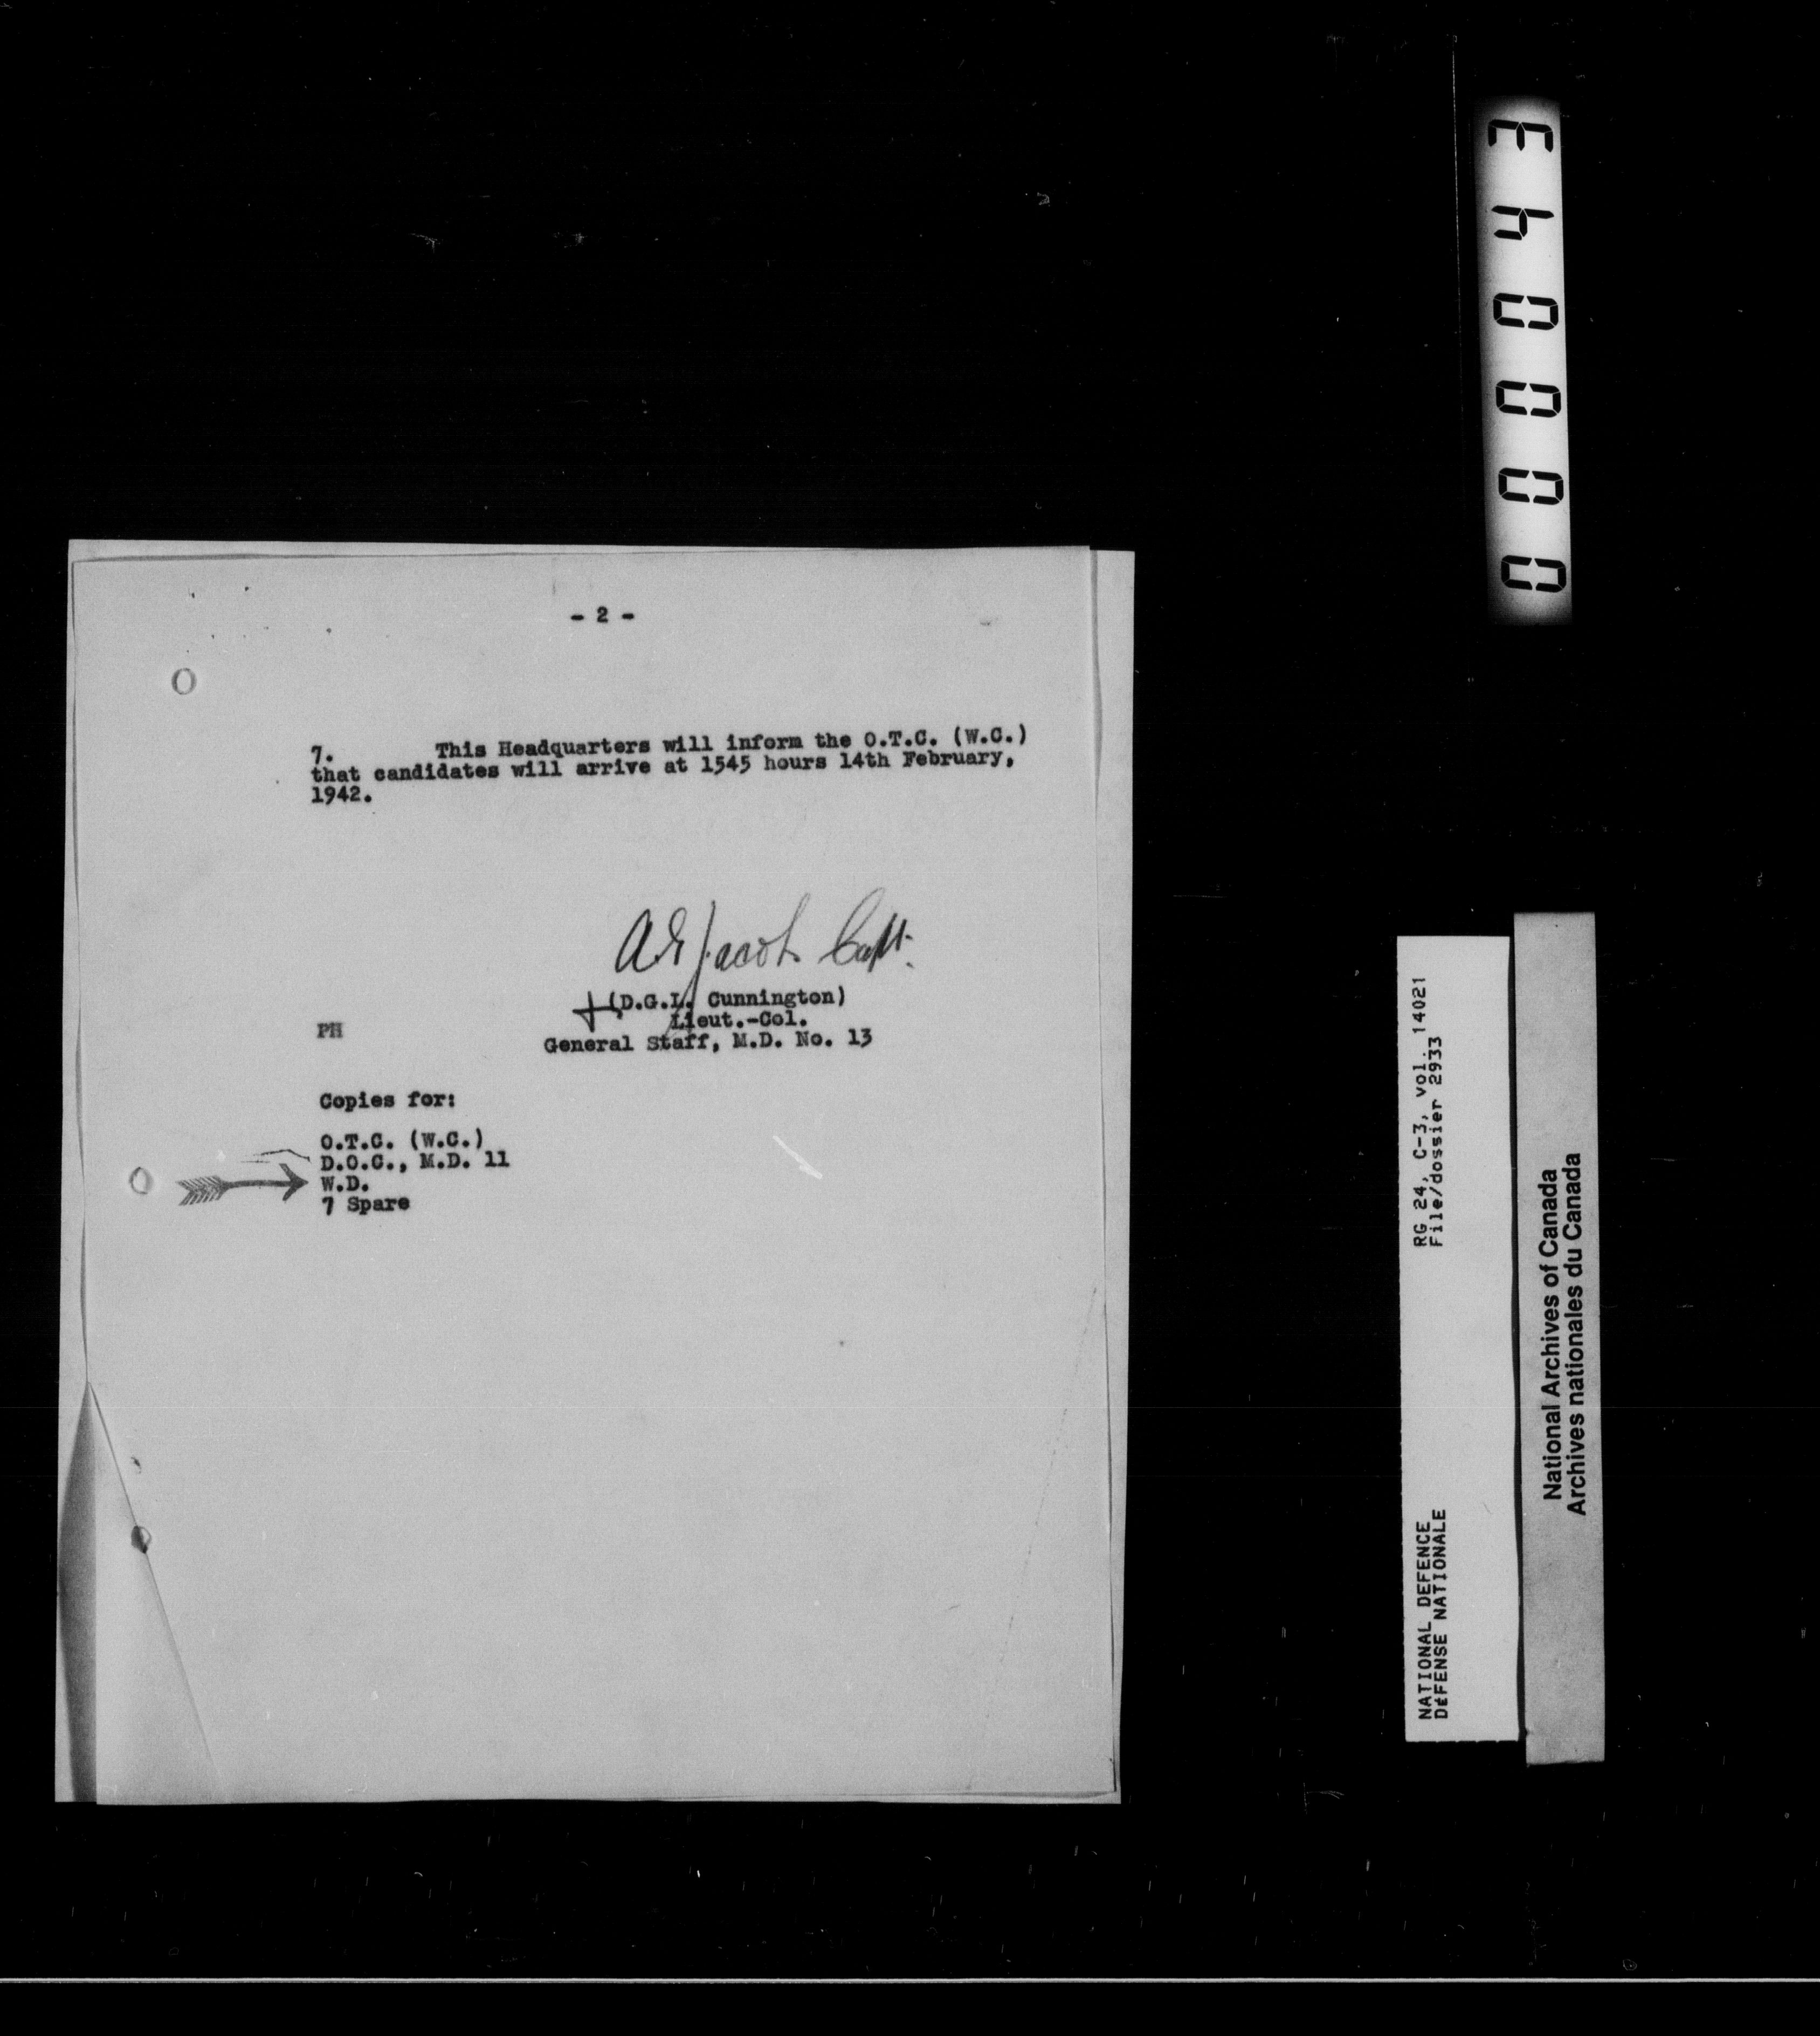 - 2 -
7. This Headquarters will inform the O.T.C. (W.C.)
that candidates will arrive at 1545 hours 14th February,
1942.
A E Jacobs Capt.
(D.G.L. Cunnington)
Lieut.-Col.
General Staff, M.D. No. 13
PH
Copies for:
O.T.C. (W.C.)
D.O.C., M.D. 11
W.D.
7 Spare
000043
RG 24, C-3, vol. 14021
File/dossier 2933
NATIONAL DEFENCE
DéFENSE NATIONALE
National Archives of Canada
Archives nationales du Canada